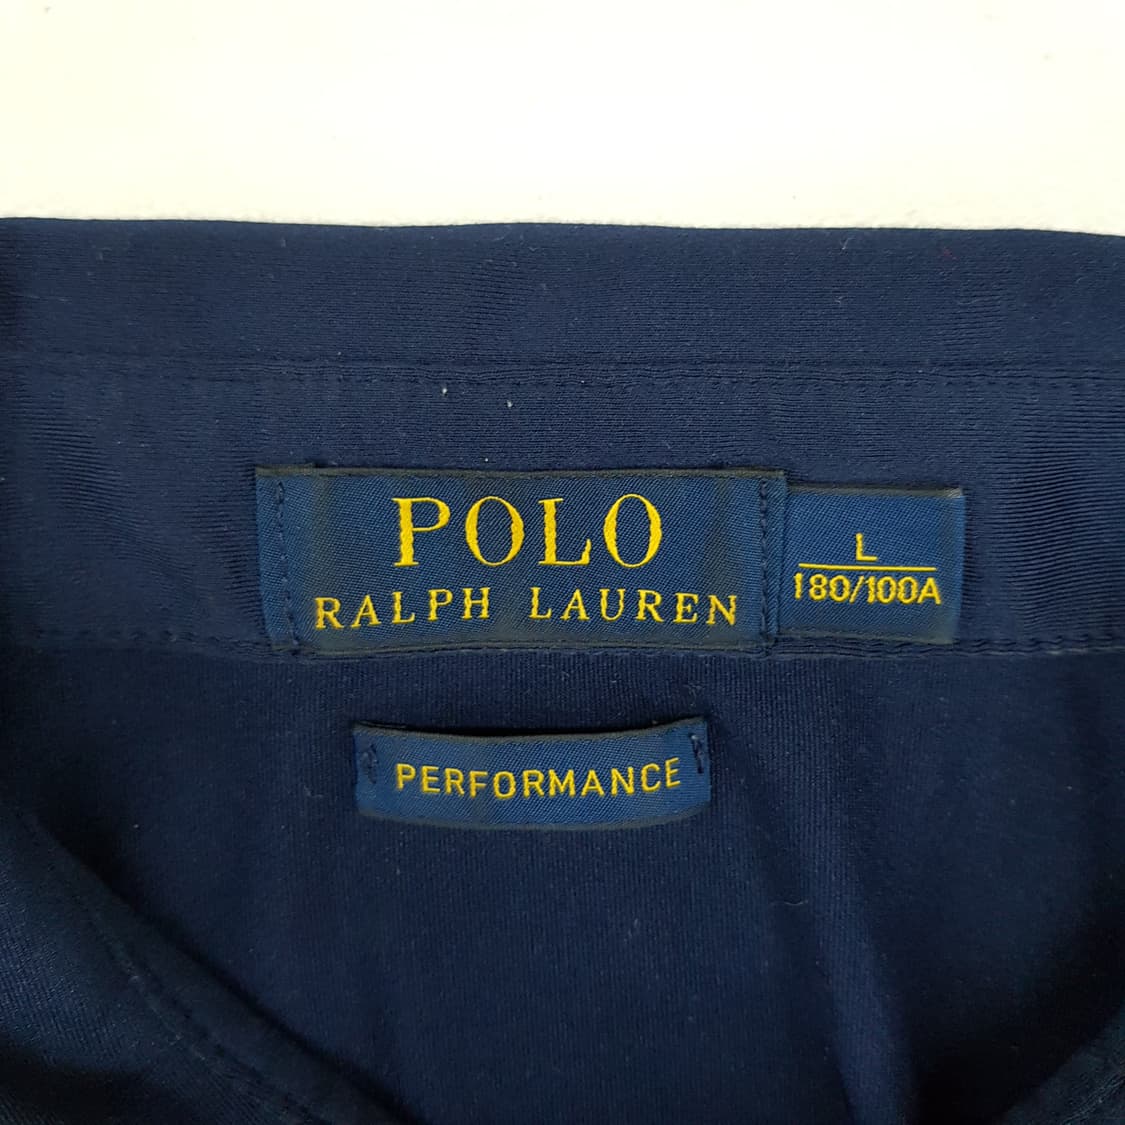 POLO
RALPH LAUREN
L
180/100A
PERFORMANCE